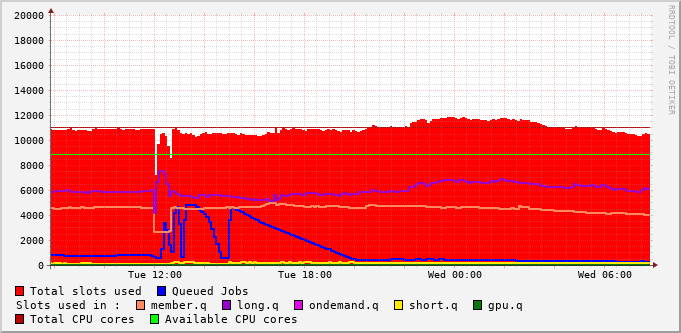 RRDTOOL / TOBI OETIKER
20000
18000
16000
14000
12000
10000
8000
6000
4000
2000
0
Tue 12:00 Tue 18:00 Wed 00:00 Wed 06:00
Total slots used Queued Jobs
Slots used in : member.q long.q ondemand.q short.q gpu.q
Total CPU cores Available CPU cores